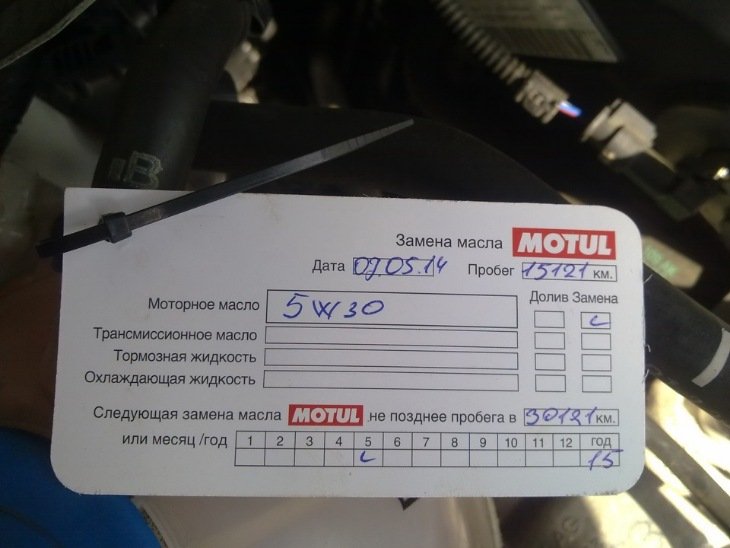 B
Замена масла MOTUL
Дата 09.05.14 Пробег 15121 км.
Долив Замена
Моторное масло 5W30
Трансмиссионное масло
Тормозная жидкость
Охлаждающая жидкость
Следующая замена масла MOTUL не позднее пробега в 30121 км.
или месяц /год 1 2 3 4 5 6 7 8 9 10 11 12 год
15